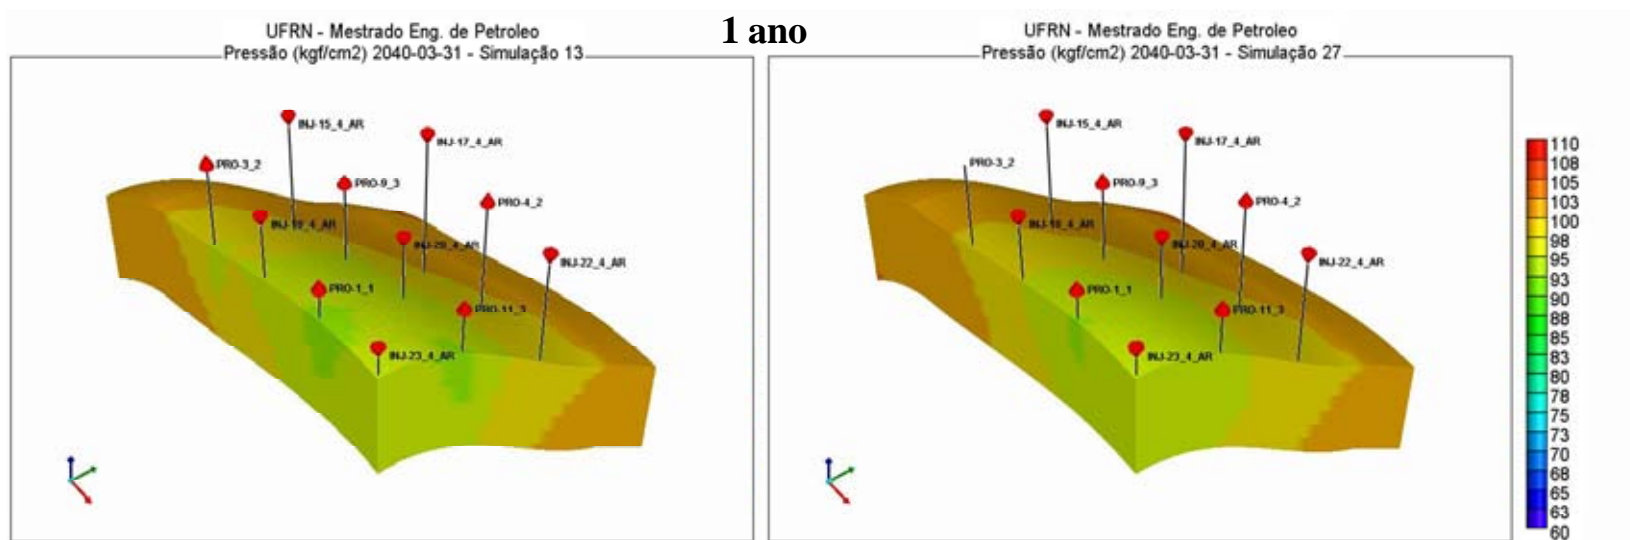 1 ano
UFRN - Mestrado Eng. de Petroleo
Pressão (kgf/cm2) 2040-03-31 - Simulação 13
INJ-15_4_AR
INJ-17_4_AR
PRO-3_2
PRO-9_3
PRO-4_2
INJ-22_4_AR
PRO-1_1
PRO-11_3
INJ-23_4_AR
UFRN - Mestrado Eng. de Petroleo
Pressão (kgf/cm2) 2040-03-31 - Simulação 27
INJ-15_4_AR
INJ-17_4_AR
PRO-3_2
PRO-9_3
PRO-4_2
INJ-20_4_AR
INJ-22_4_AR
PRO-1_1
PRO-11_3
INJ-23_4_AR
110
108
105
103
100
98
95
93
90
88
85
83
80
78
75
73
70
68
65
63
60